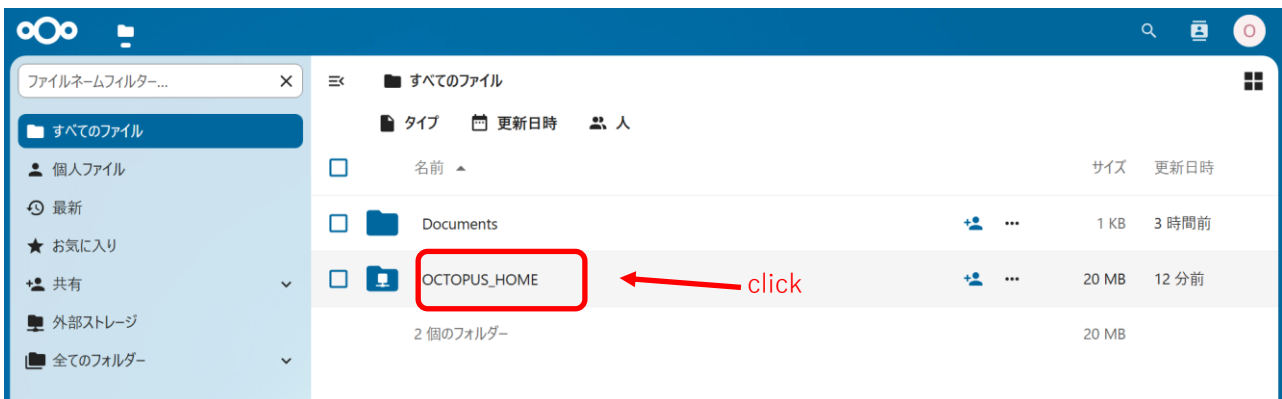 O
ファイルネームフィルター...
すべてのファイル
すべてのファイル
タイプ 更新日時 人
個人ファイル
名前 サイズ 更新日時
最新
Documents 1 KB 3 時間前
お気に入り
共有
OCTOPUS_HOME 20 MB 12 分前
click
外部ストレージ
2 個のフォルダー 20 MB
全てのフォルダー